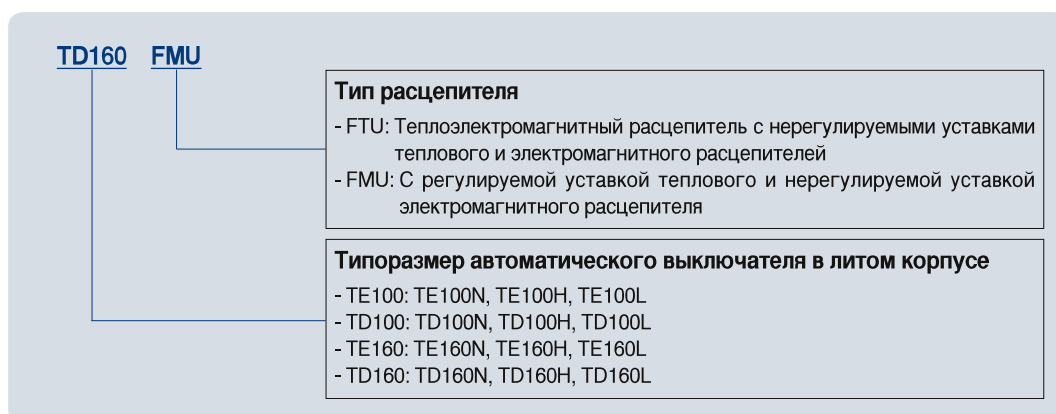 TD160 FMU
Тип расцепителя
- FTU: Теплоэлектромагнитный расцепитель с нерегулируемыми уставками
теплового и электромагнитного расцепителей
- FMU: С регулируемой уставкой теплового и нерегулируемой уставкой
электромагнитного расцепителя
Типоразмер автоматического выключателя в литом корпусе
- TE100: TE100N, TE100H, TE100L
- TD100: TD100N, TD100H, TD100L
- TE160: TE160N, TE160H, TE160L
- TD160: TD160N, TD160H, TD160L